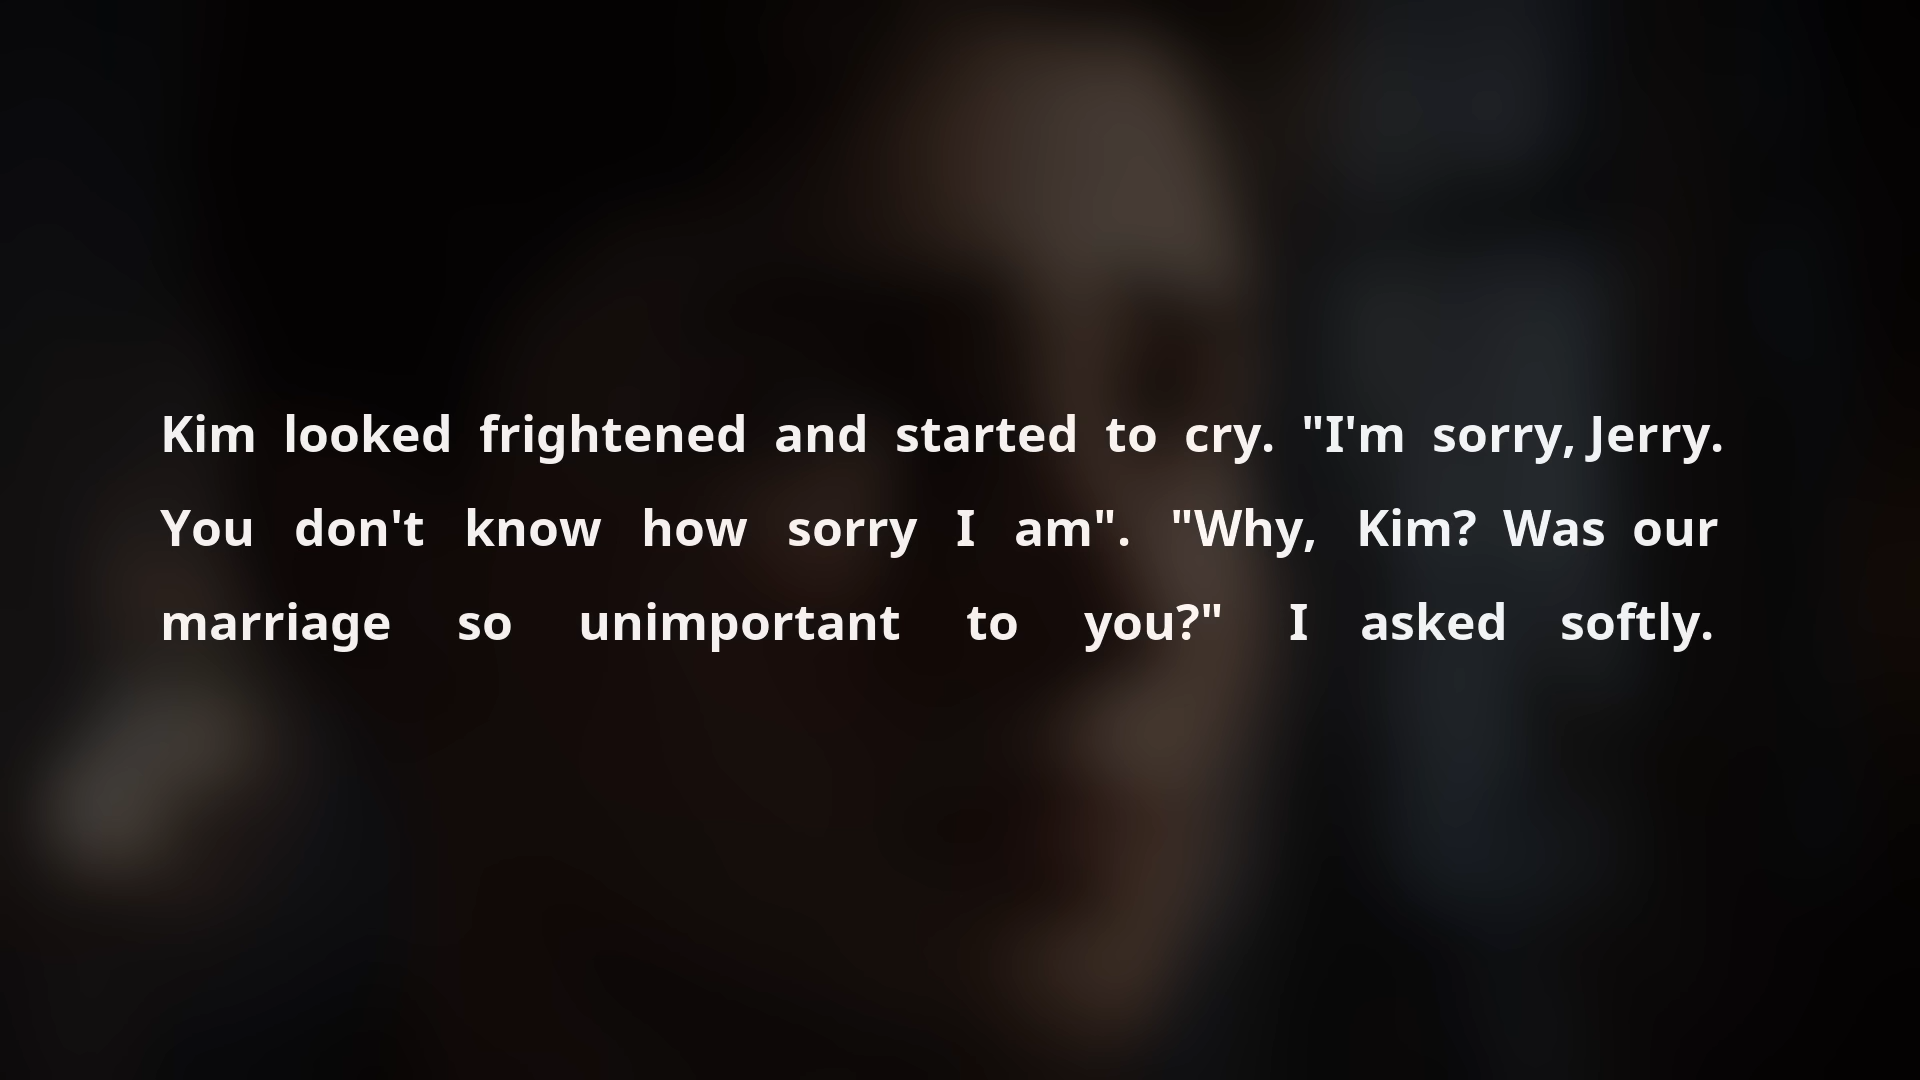 Kim looked frightened and started to cry. "I'm sorry, Jerry.
You don't know how sorry I am". "Why, Kim? Was our
marriage so unimportant to you?" I asked softly.